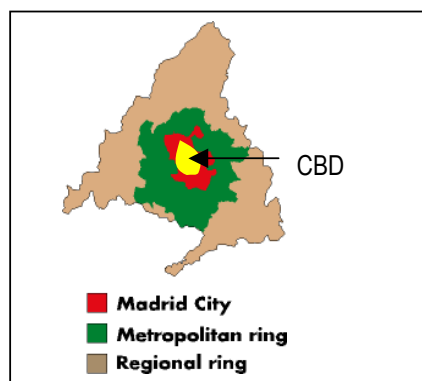 CBD
Madrid City
Metropolitan ring
Regional ring